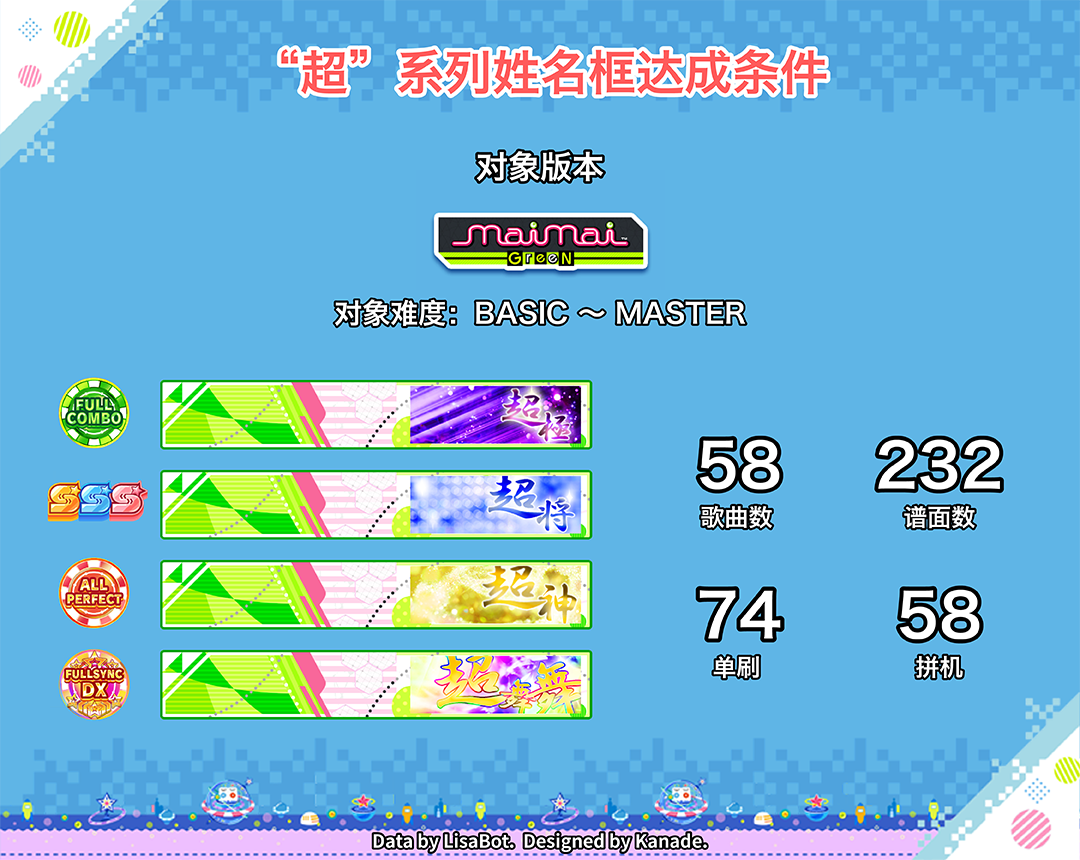 “超”系列姓名框达成条件
对象版本
maimai
GreeN
对象难度：BASIC ～ MASTER
FULL
COMBO
超極
SSS
超将
ALL
PERFECT
超神
FULLSYNC
DX
超舞舞
58
歌曲数
232
谱面数
74
单刷
58
拼机
Data by LisaBot. Designed by Kanade.